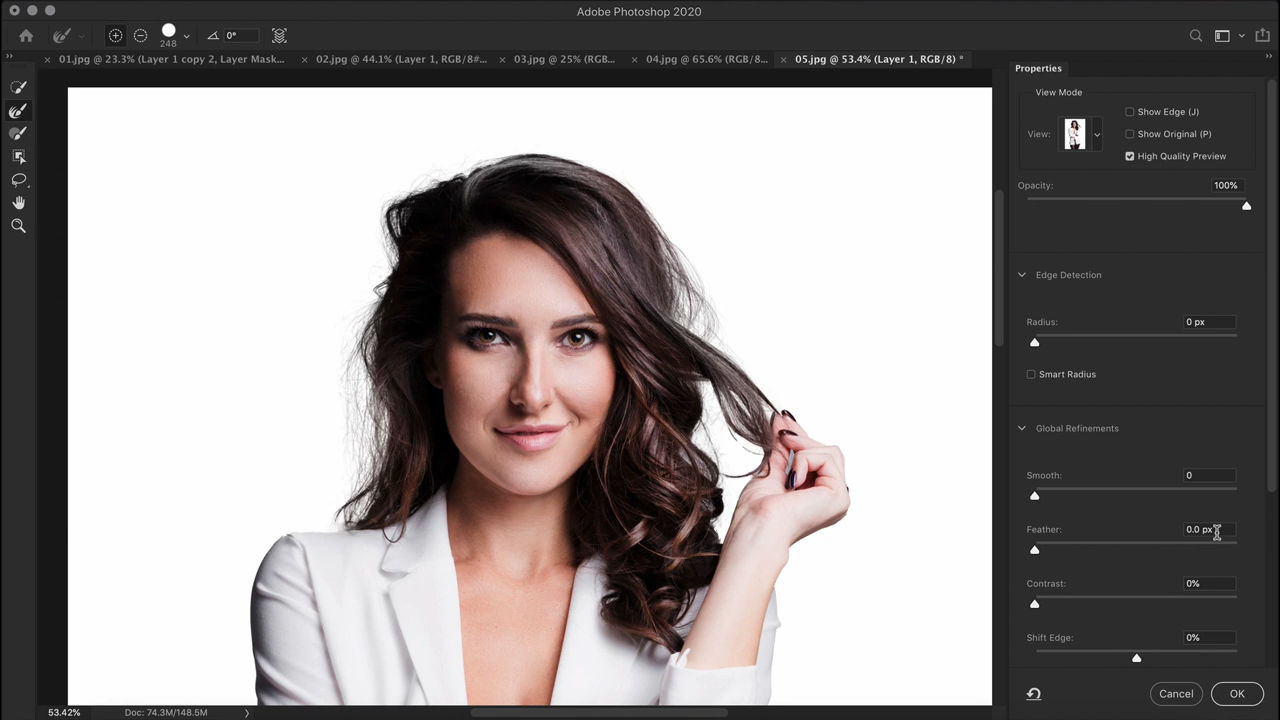 Adobe Photoshop 2020
248
0°
01.jpg @ 23.3% (Layer 1 copy 2, Layer Mask...
02.jpg @ 44.1% (Layer 1, RGB/8#...
03.jpg @ 25% (RGB...
04.jpg @ 65.6% (RGB/8...
05.jpg @ 53.4% (Layer 1, RGB/8) *
Properties
View Mode
View:
Show Edge (J)
Show Original (P)
High Quality Preview
Opacity: 100%
Edge Detection
Radius: 0 px
Smart Radius
Global Refinements
Smooth: 0
Feather: 0.0 px
Contrast: 0%
Shift Edge: 0%
Cancel
OK
53.42%
Doc: 74.3M/148.5M